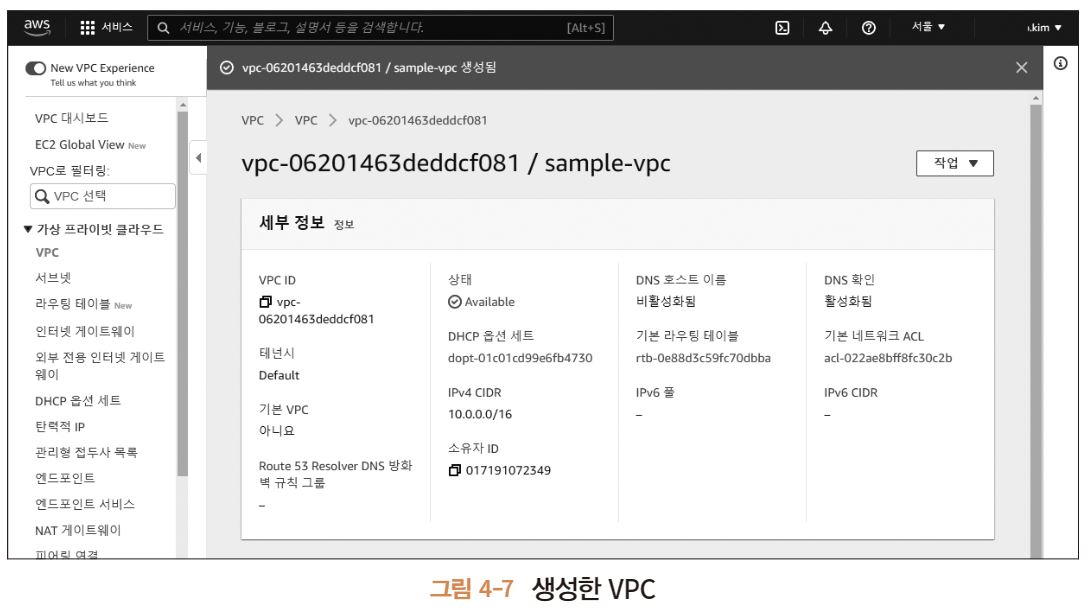 aws
서비스
서비스, 기능, 블로그, 설명서 등을 검색합니다.
[Alt+S]
서울 ▼
.kim ▼
New VPC Experience
Tell us what you think
VPC 대시보드
EC2 Global View New
VPC로 필터링:
VPC 선택
▼ 가상 프라이빗 클라우드
VPC
서브넷
라우팅 테이블 New
인터넷 게이트웨이
외부 전용 인터넷 게이트
웨이
DHCP 옵션 세트
탄력적 IP
관리형 접두사 목록
엔드포인트
엔드포인트 서비스
NAT 게이트웨이
피어링 연결
vpc-06201463deddcf081 / sample-vpc 생성됨
VPC > VPC > vpc-06201463deddcf081
vpc-06201463deddcf081 / sample-vpc
작업 ▼
세부 정보 정보
VPC ID
vpc-
06201463deddcf081
태넌시
Default
기본 VPC
아니요
Route 53 Resolver DNS 방화
벽 규칙 그룹
–
상태
Available
DHCP 옵션 세트
dopt-01c01cd99e6fb4730
IPv4 CIDR
10.0.0.0/16
소유자 ID
017191072349
DNS 호스트 이름
비활성화됨
기본 라우팅 테이블
rtb-0e88d3c59fc70dbba
IPv6 풀
–
DNS 확인
활성화됨
기본 네트워크 ACL
acl-022ae8bff8fc30c2b
IPv6 CIDR
–
그림 4-7 생성한 VPC